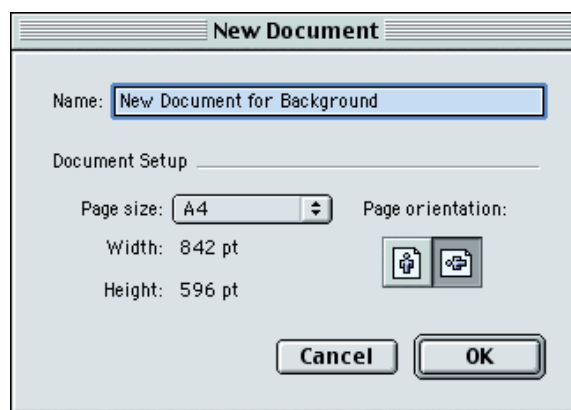 New Document
Name: New Document for Background
Document Setup
Page size: A4 Page orientation:
Width: 842 pt
Height: 596 pt
Cancel OK